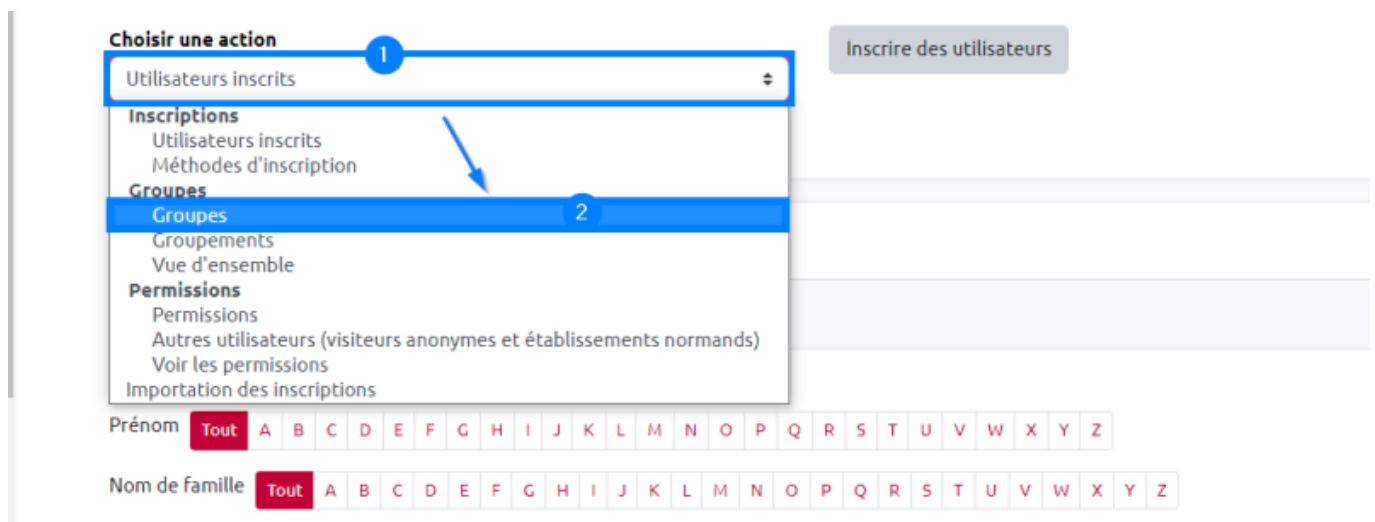 Choisir une action
1
Inscrire des utilisateurs
Utilisateurs inscrits
Inscriptions
Utilisateurs inscrits
Méthodes d'inscription
Groupes
Groupes 2
Groupements
Vue d'ensemble
Permissions
Permissions
Autres utilisateurs (visiteurs anonymes et établissements normands)
Voir les permissions
Importation des inscriptions
Prénom Tout A B C D E F G H I J K L M N O P Q R S T U V W X Y Z
Nom de famille Tout A B C D E F G H I J K L M N O P Q R S T U V W X Y Z